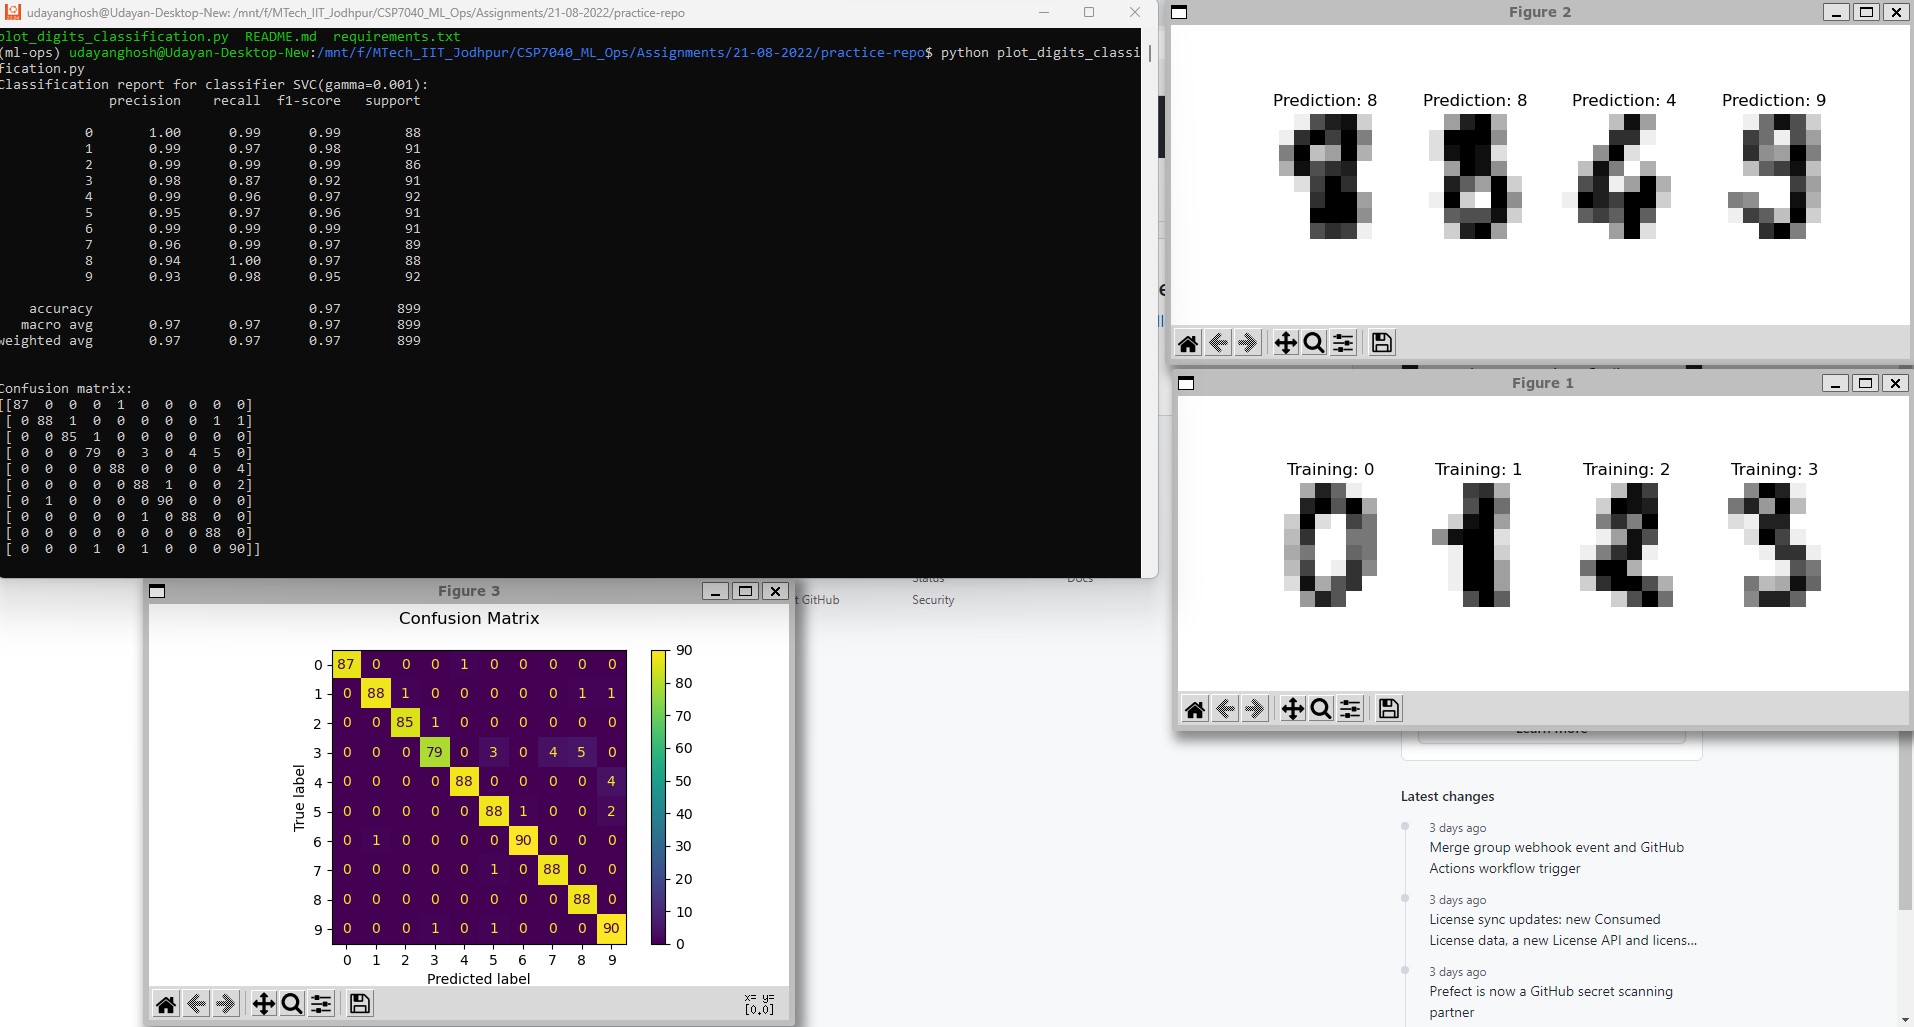 udayanghosh@Udayan-Desktop-New: /mnt/f/MTech_IIT_Jodhpur/CSP7040_ML_Ops/Assignments/21-08-2022/practice-repo
plot_digits_classification.py README.md requirements.txt
(ml-ops) udayanghosh@Udayan-Desktop-New:/mnt/f/MTech_IIT_Jodhpur/CSP7040_ML_Ops/Assignments/21-08-2022/practice-repo$ python plot_digits_classi
fication.py
Classification report for classifier SVC(gamma=0.001):
precision recall f1-score support
0 1.00 0.99 0.99 88
1 0.99 0.97 0.98 91
2 0.99 0.99 0.99 86
3 0.98 0.87 0.92 91
4 0.99 0.96 0.97 92
5 0.95 0.97 0.96 91
6 0.99 0.99 0.99 91
7 0.96 0.99 0.97 89
8 0.94 1.00 0.97 88
9 0.93 0.98 0.95 92
accuracy 0.97 899
macro avg 0.97 0.97 0.97 899
weighted avg 0.97 0.97 0.97 899
Confusion matrix:
[[87 0 0 0 1 0 0 0 0 0]
[ 0 88 1 0 0 0 0 0 1 1]
[ 0 0 85 1 0 0 0 0 0 0]
[ 0 0 0 79 0 3 0 4 5 0]
[ 0 0 0 0 88 0 0 0 0 4]
[ 0 0 0 0 0 88 1 0 0 2]
[ 0 1 0 0 0 0 90 0 0 0]
[ 0 0 0 0 0 1 0 88 0 0]
[ 0 0 0 0 0 0 0 0 88 0]
[ 0 0 0 1 0 1 0 0 0 90]]
Figure 2
Prediction: 8 Prediction: 8 Prediction: 4 Prediction: 9
Figure 1
Training: 0 Training: 1 Training: 2 Training: 3
Status Docs
t GitHub Security
Figure 3
Confusion Matrix
0 87 0 0 0 1 0 0 0 0 0
1 0 88 1 0 0 0 0 0 1 1
2 0 0 85 1 0 0 0 0 0 0
3 0 0 0 79 0 3 0 4 5 0
4 0 0 0 0 88 0 0 0 0 4
5 0 0 0 0 0 88 1 0 0 2
6 0 1 0 0 0 0 90 0 0 0
7 0 0 0 0 0 1 0 88 0 0
8 0 0 0 0 0 0 0 0 88 0
9 0 0 0 1 0 1 0 0 0 90
0 1 2 3 4 5 6 7 8 9
True label
Predicted label
90
80
70
60
50
40
30
20
10
0
x= y=
[0.0]
Learn more
Latest changes
3 days ago
Merge group webhook event and GitHub
Actions workflow trigger
3 days ago
License sync updates: new Consumed
License data, a new License API and licens...
3 days ago
Prefect is now a GitHub secret scanning
partner